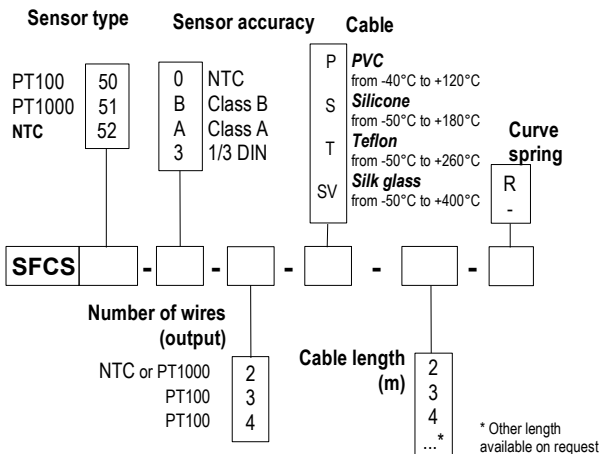 Sensor type
PT100 50
PT1000 51
NTC 52
Sensor accuracy
0 NTC
B Class B
A Class A
3 1/3 DIN
Cable
P PVC
from -40°C to +120°C
S Silicone
from -50°C to +180°C
T Teflon
from -50°C to +260°C
SV Silk glass
from -50°C to +400°C
Curve
spring
R
-
SFCS - - - - -
Number of wires
(output)
NTC or PT1000 2
PT100 3
PT100 4
Cable length
(m)
2
3
4
...*
* Other length
available on request